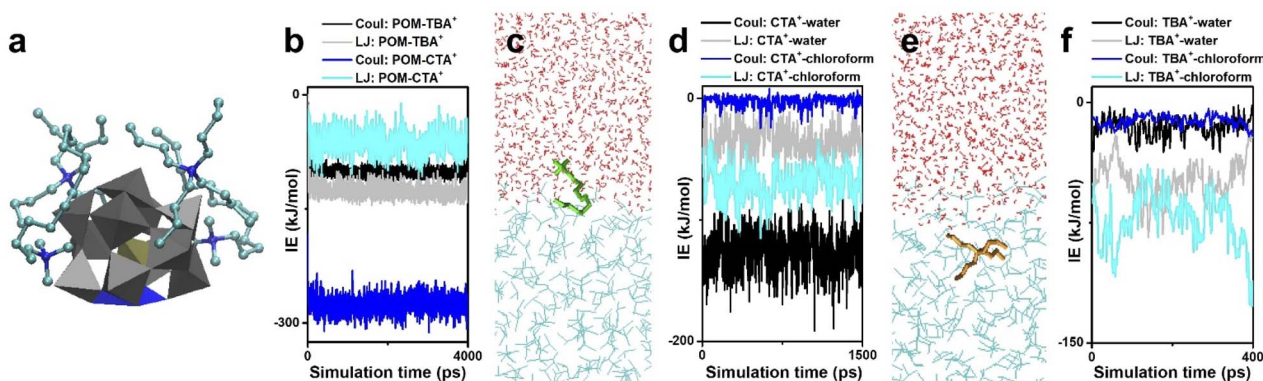 a
b
Coul: POM-TBA+
LJ: POM-TBA+
Coul: POM-CTA+
LJ: POM-CTA+
0
IE (kJ/mol)
-300
0
4000
Simulation time (ps)
c
d
Coul: CTA+-water
LJ: CTA+-water
Coul: CTA+-chloroform
LJ: CTA+-chloroform
0
IE (kJ/mol)
-200
0
1500
Simulation time (ps)
e
f
Coul: TBA+-water
LJ: TBA+-water
Coul: TBA+-chloroform
LJ: TBA+-chloroform
0
IE (kJ/mol)
-150
0
400
Simulation time (ps)